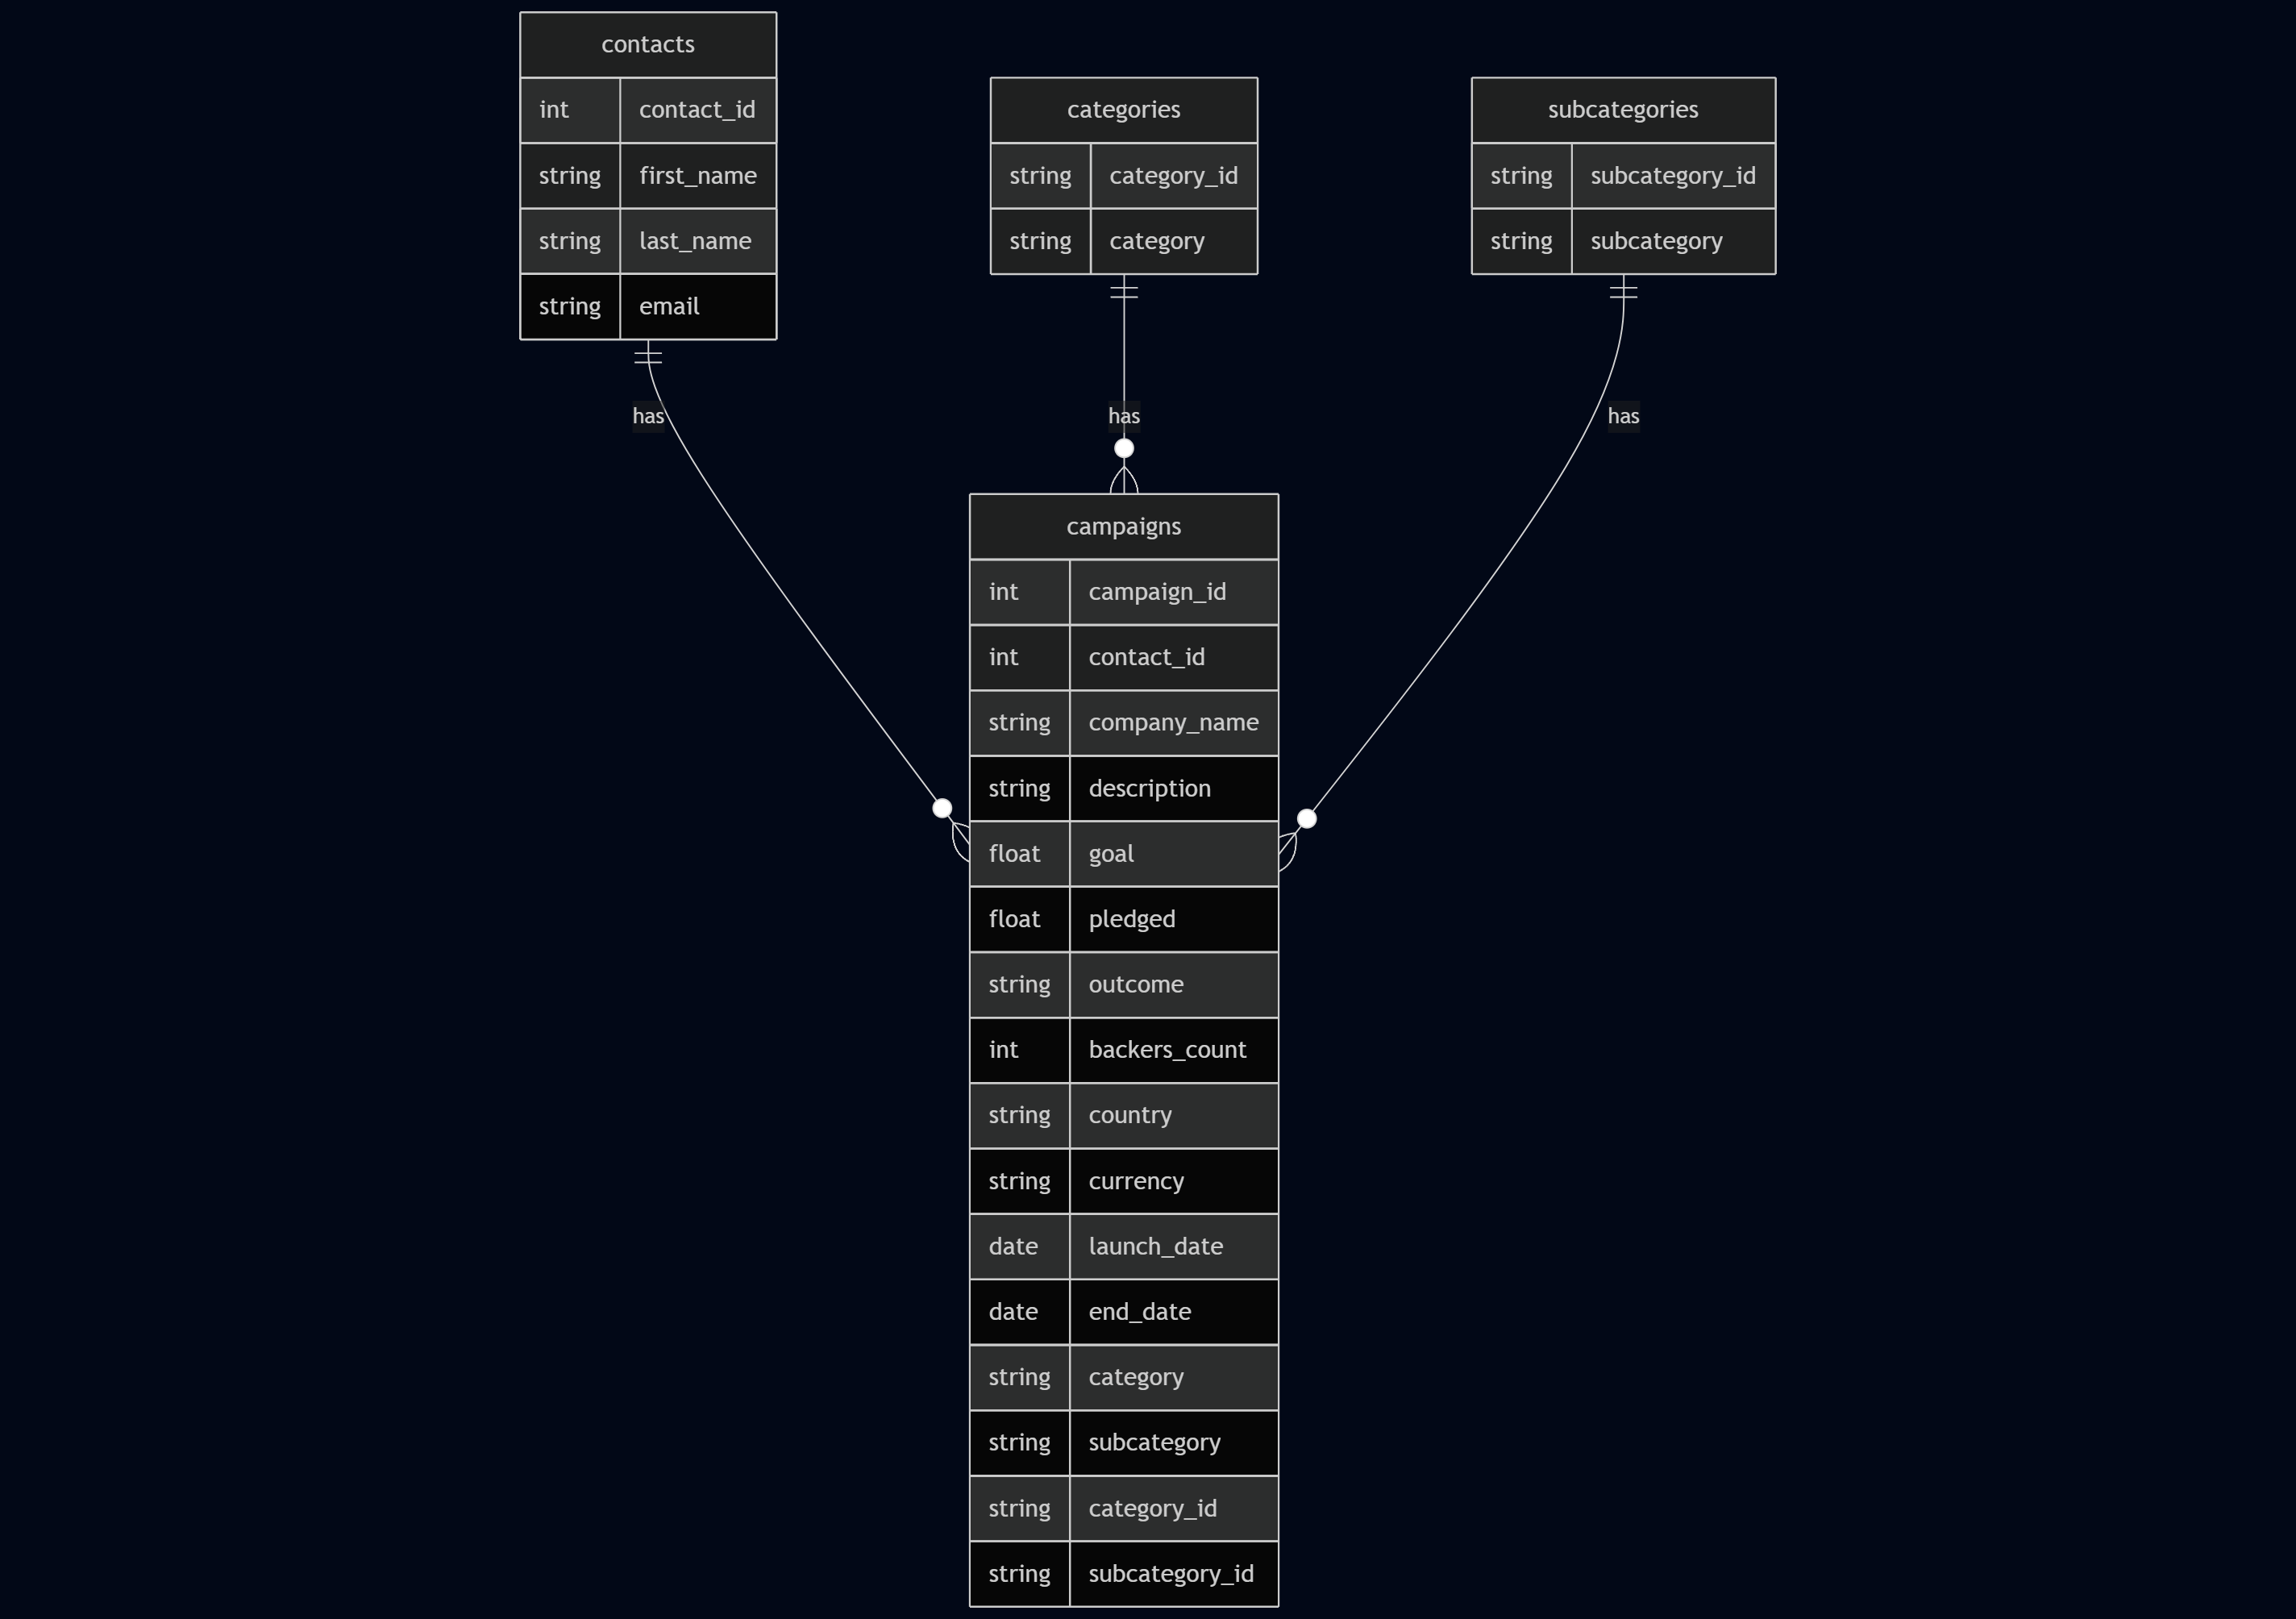 contacts
int contact_id
string first_name
string last_name
string email
categories
string category_id
string category
subcategories
string subcategory_id
string subcategory
has
has
has
campaigns
int campaign_id
int contact_id
string company_name
string description
float goal
float pledged
string outcome
int backers_count
string country
string currency
date launch_date
date end_date
string category
string subcategory
string category_id
string subcategory_id